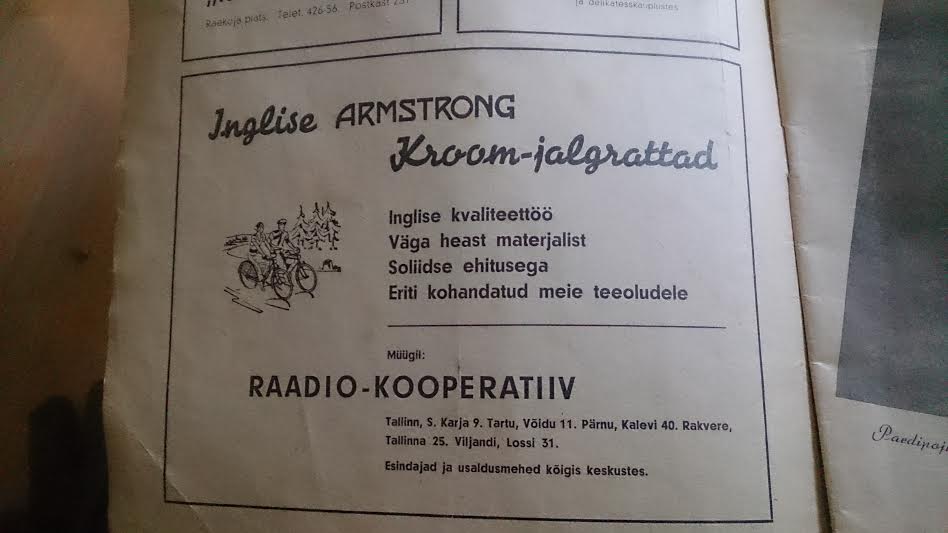 Raekoja plats. Telef. 426-56. Postkast 231
ja delikatesskauplustes
Inglise ARMSTRONG
Kroom-jalgrattad
Inglise kvaliteettöö
Väga heast materjalist
Soliidse ehitusega
Eriti kohandatud meie teeoludele
Müügil:
RAADIO-KOOPERATIIV
Tallinn, S. Karja 9. Tartu, Võidu 11. Pärnu, Kalevi 40. Rakvere,
Tallinna 25. Viljandi, Lossi 31.
Esindajad ja usaldusmehed kõigis keskustes.